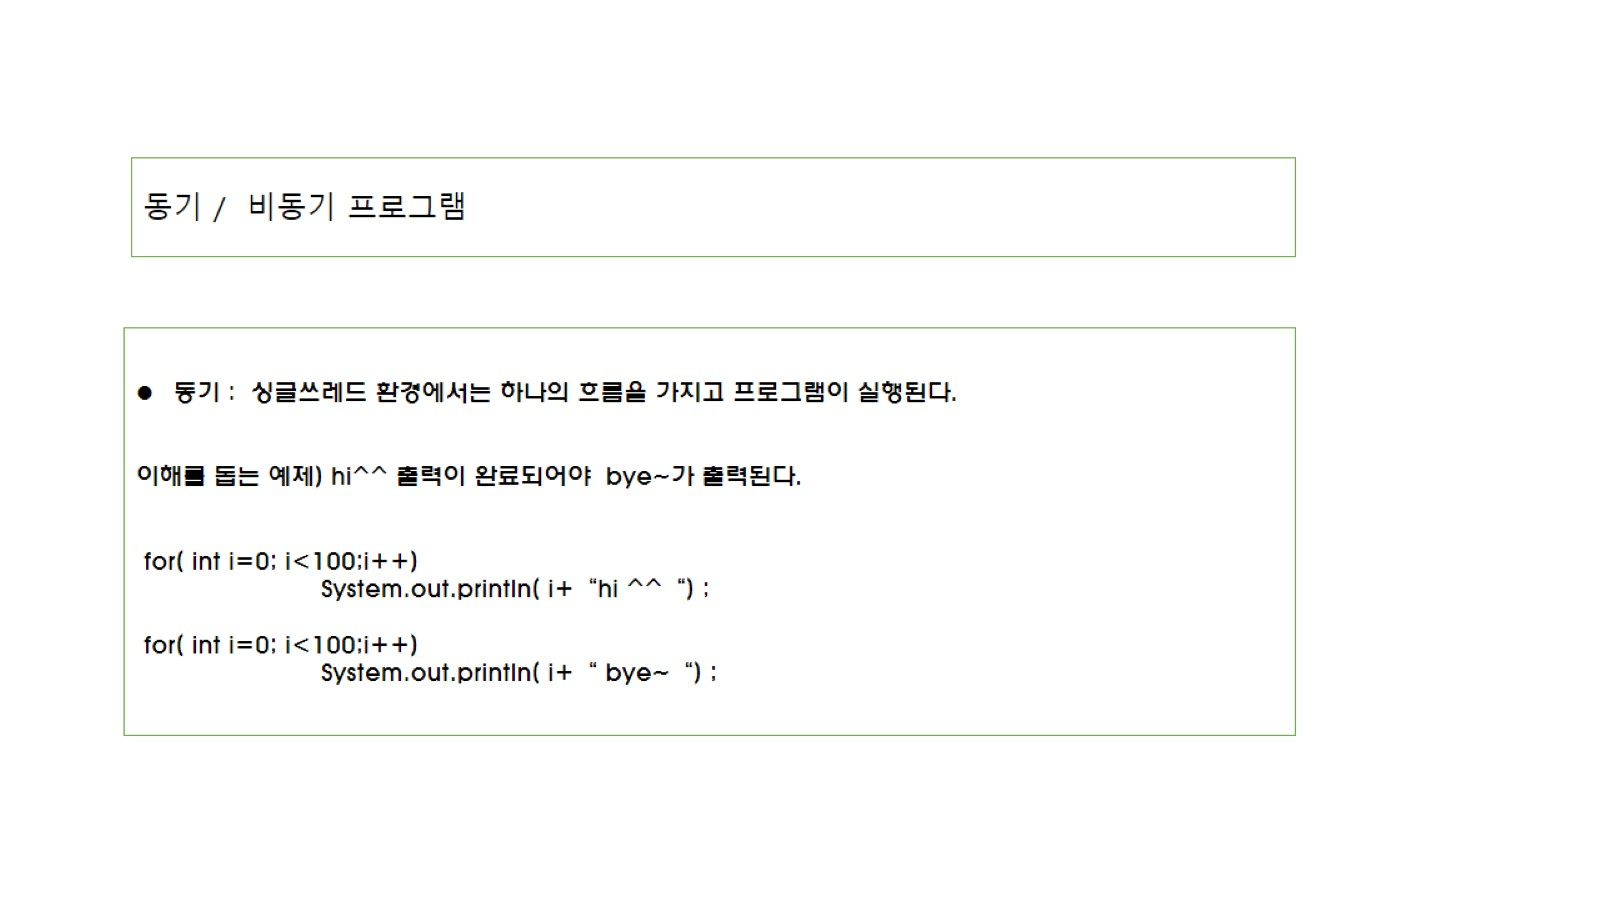 동기 / 비동기 프로그램
● 동기 : 싱글쓰레드 환경에서는 하나의 흐름을 가지고 프로그램이 실행된다.
이해를 돕는 예제) hi^^ 출력이 완료되어야 bye~가 출력된다.
for( int i=0; i<100;i++)
System.out.println( i+ “hi ^^ “) ;
for( int i=0; i<100;i++)
System.out.println( i+ “ bye~ “) ;